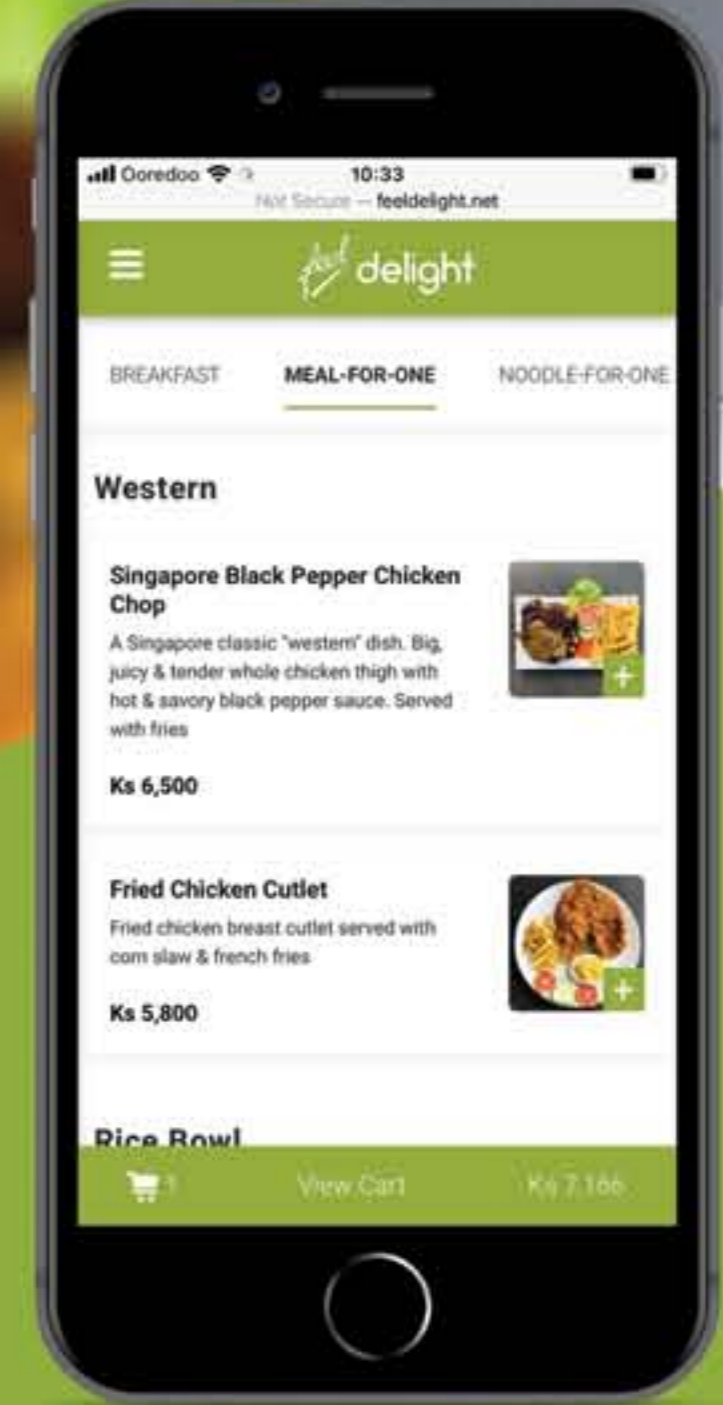 Ooredoo 10:33
Not Secure — feeldelight.net
feel delight
BREAKFAST MEAL-FOR-ONE NOODLE-FOR-ONE
Western
Singapore Black Pepper Chicken
Chop
A Singapore classic "western" dish. Big,
juicy & tender whole chicken thigh with
hot & savory black pepper sauce. Served
with fries
Ks 6,500
Fried Chicken Cutlet
Fried chicken breast cutlet served with
corn slaw & french fries
Ks 5,800
Rice Bowl
1 View Cart Ks 7,166